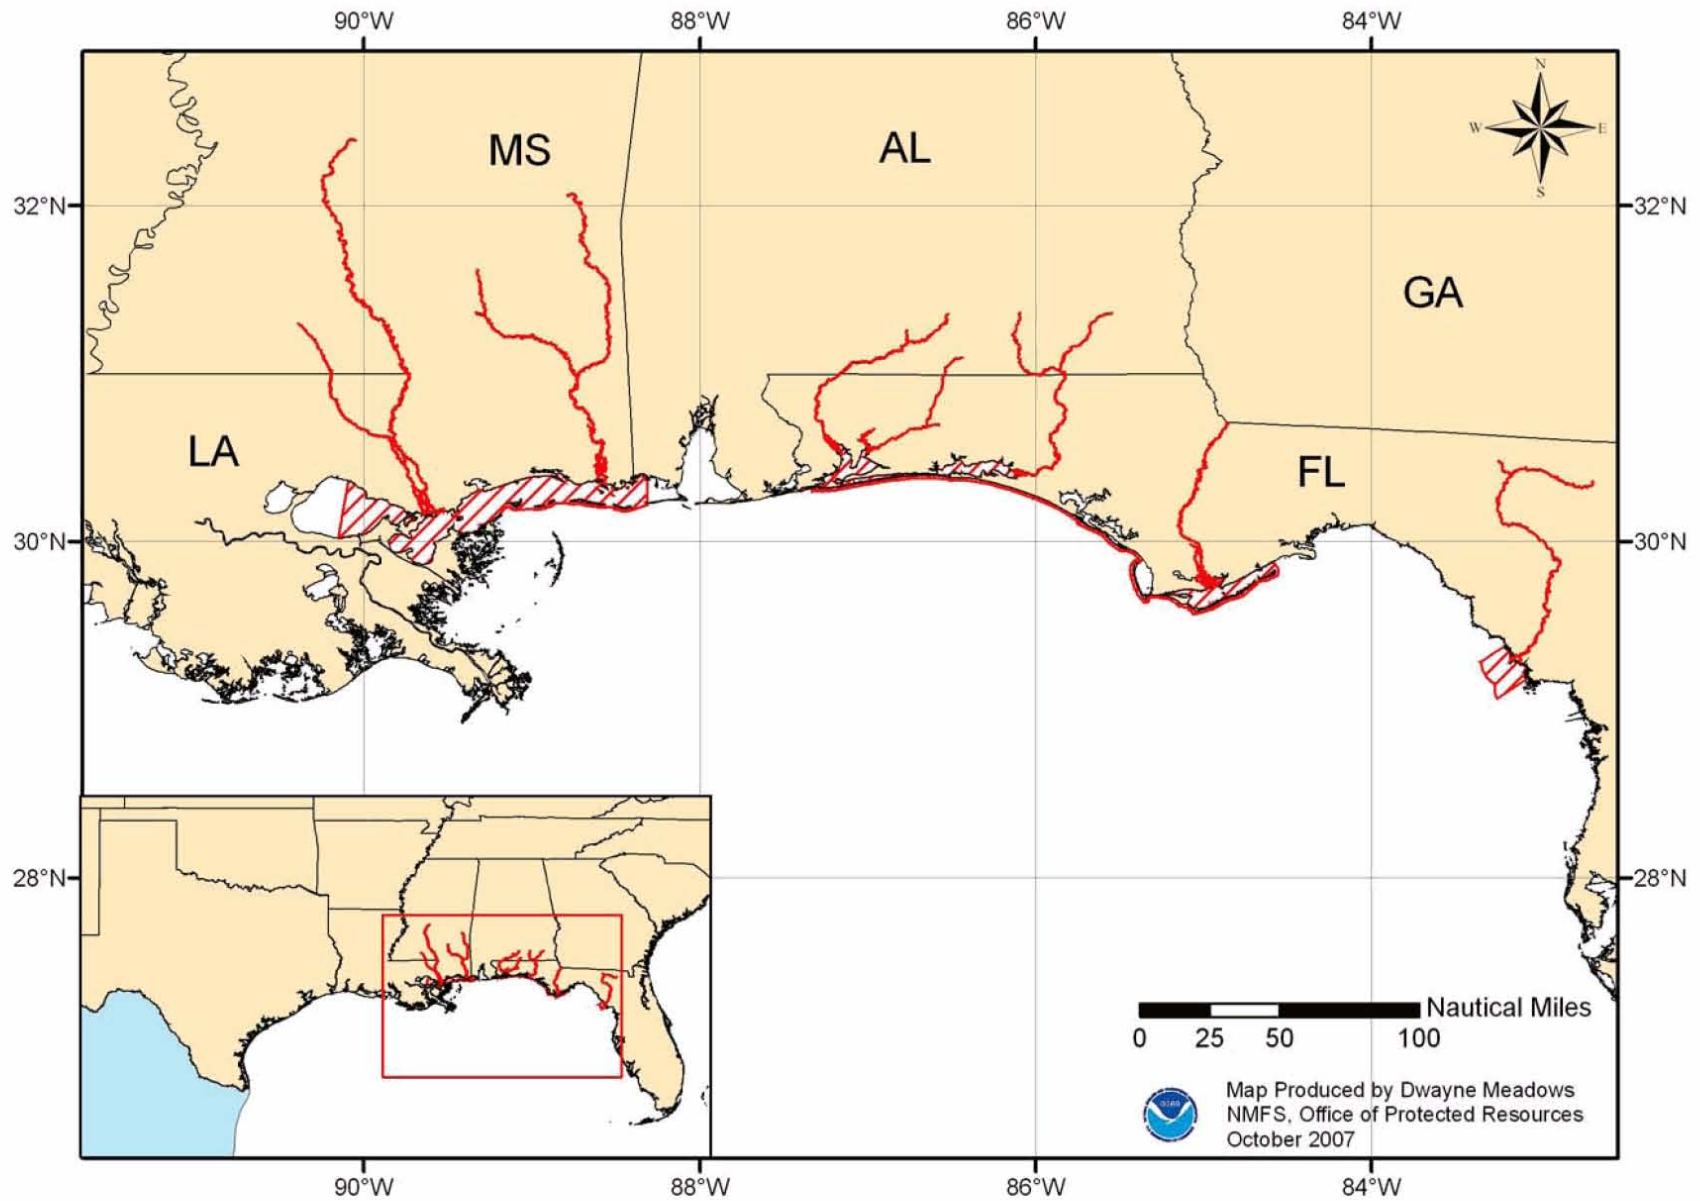 90°W 88°W 86°W 84°W
N
W E
S
MS AL
32°N 32°N
GA
LA FL
30°N 30°N
28°N 28°N
Nautical Miles
0 25 50 100
Map Produced by Dwayne Meadows
NMFS, Office of Protected Resources
October 2007
90°W 88°W 86°W 84°W